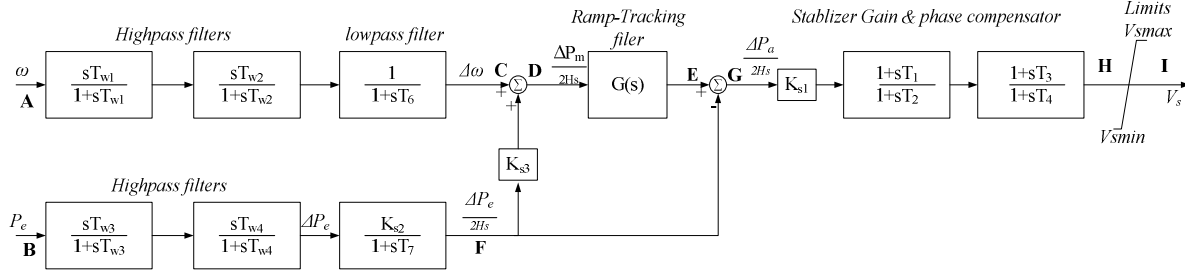 Highpass filters
lowpass filter
Ramp-Tracking
filer
Stablizer Gain & phase compensator
Limits
Vsmax
ω
A
sTw1
1+sTw1
sTw2
1+sTw2
1
1+sT6
Δω
C
+
+
Σ
D
ΔPm
2Hs
G(s)
E
+
-
Σ
G
ΔPa
2Hs
Ks1
1+sT1
1+sT2
1+sT3
1+sT4
H
I
Vs
Vsmin
Ks3
Highpass filters
Pe
B
sTw3
1+sTw3
sTw4
1+sTw4
ΔPe
Ks2
1+sT7
ΔPe
2Hs
F